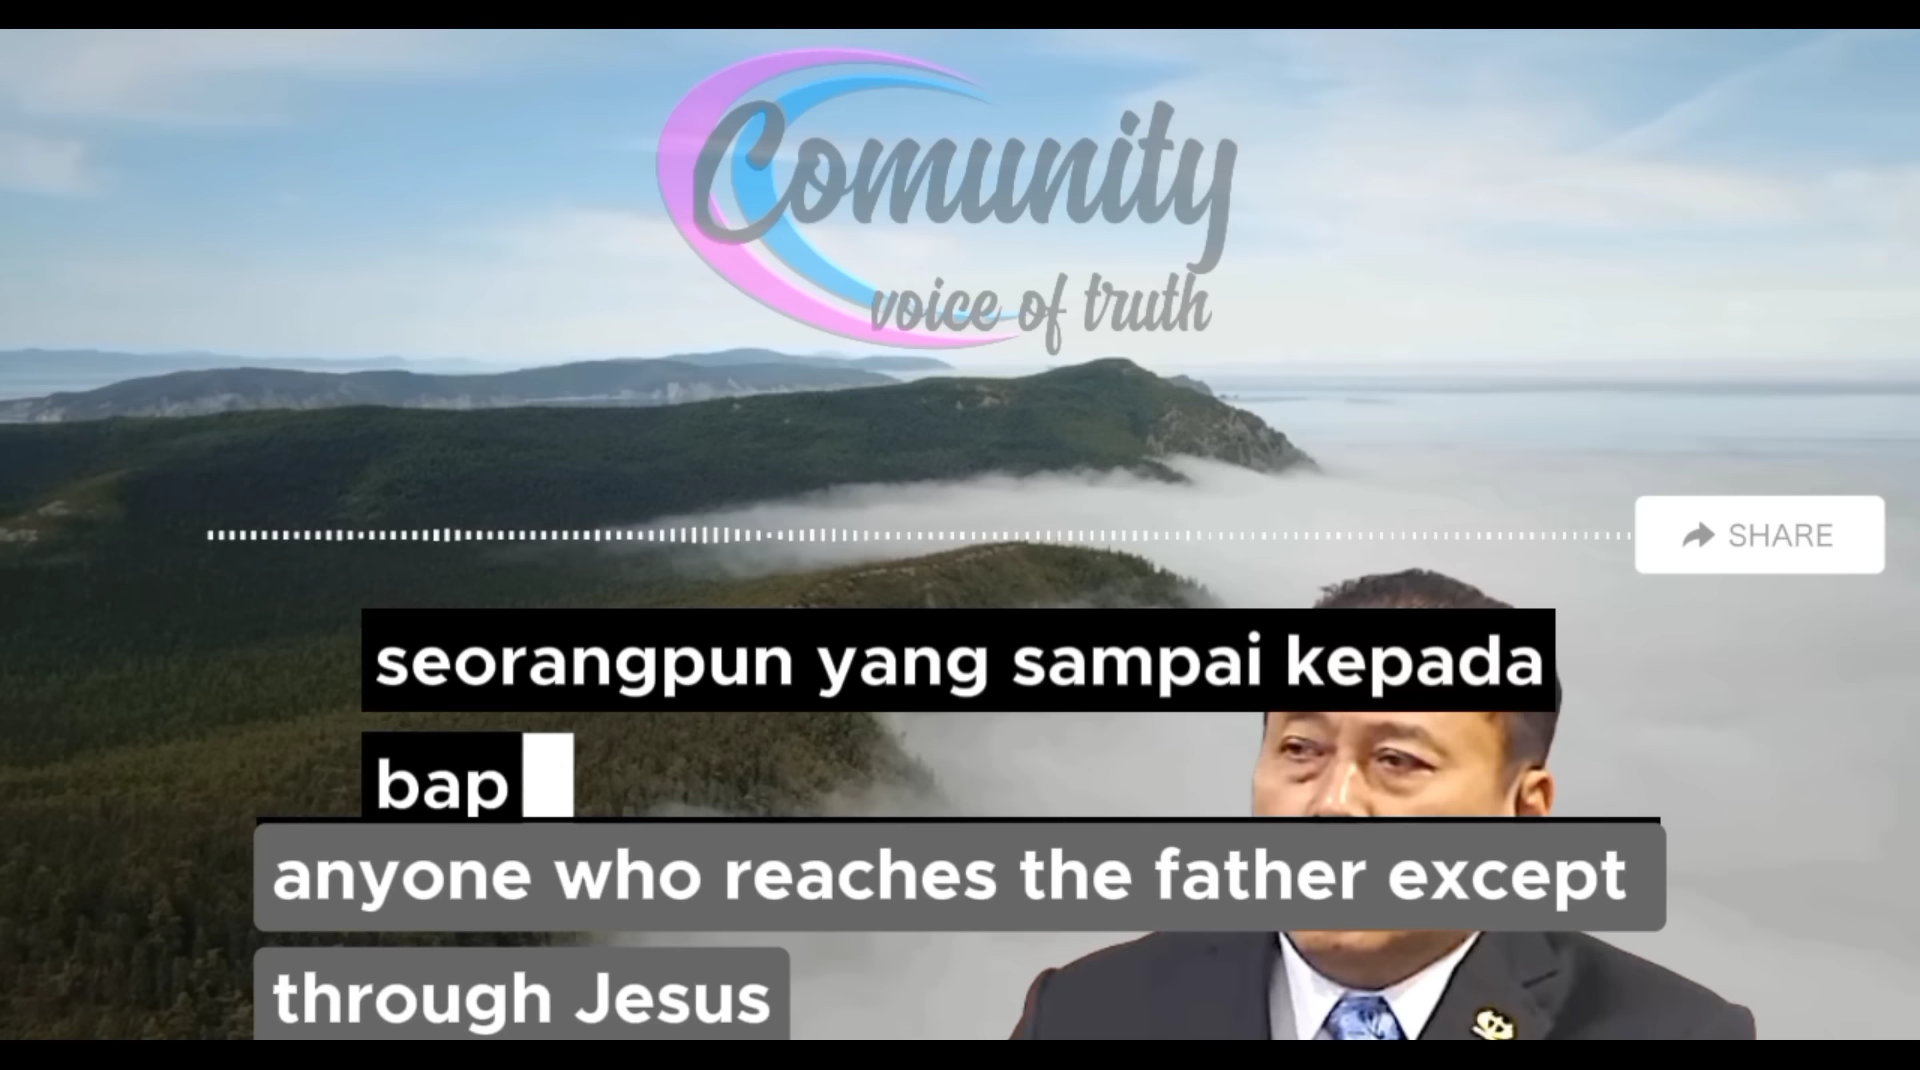 Comunity
voice of truth
SHARE
seorangpun yang sampai kepada
bap
anyone who reaches the father except
through Jesus